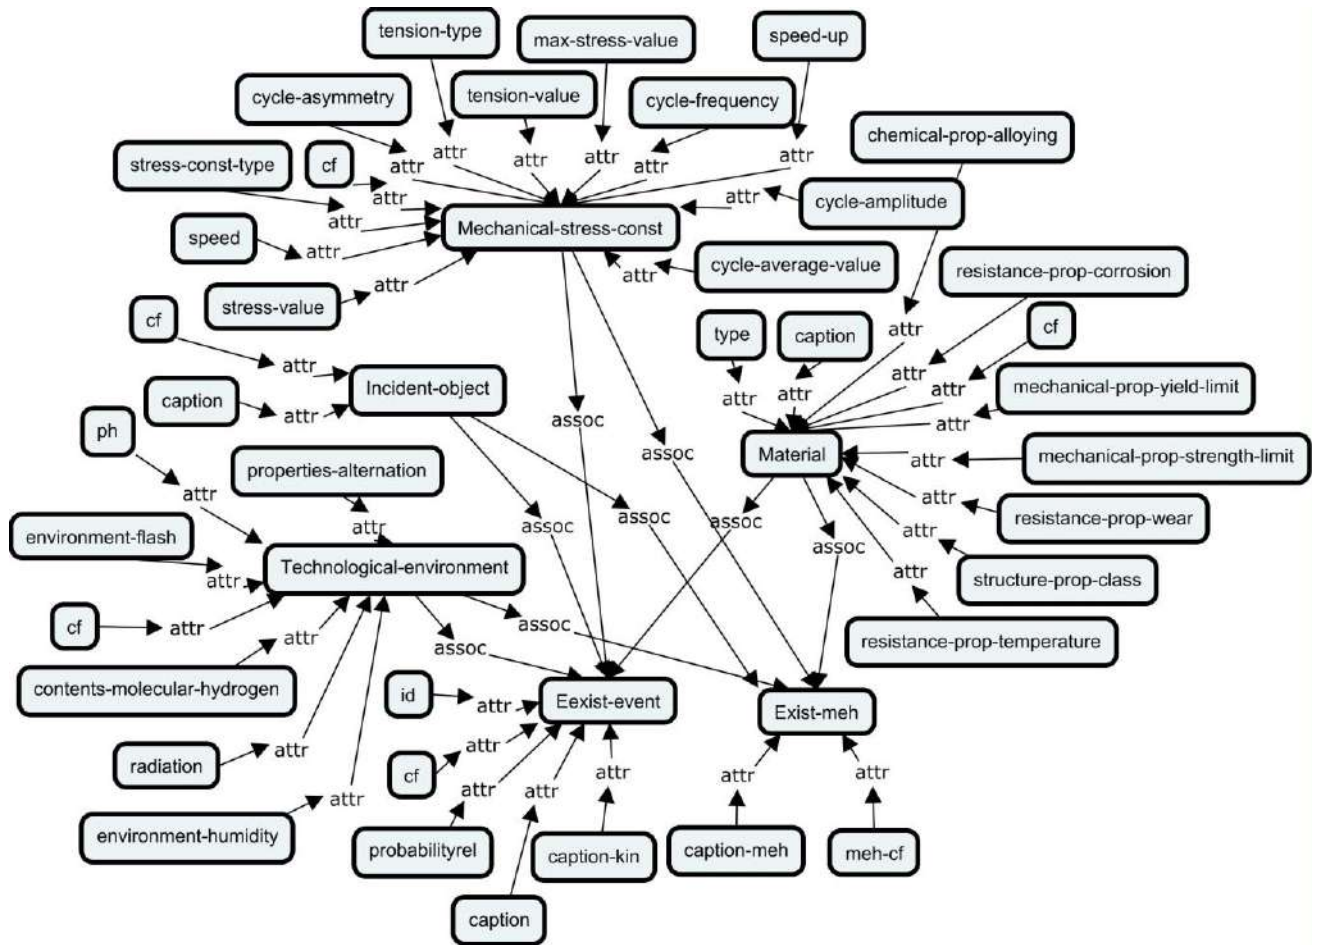 tension-type
max-stress-value
speed-up
cycle-asymmetry
tension-value
cycle-frequency
chemical-prop-alloying
stress-const-type
cf
attr
attr
attr
attr
attr
attr
attr
attr
attr
attr
cycle-amplitude
speed
attr
Mechanical-stress-const
stress-value
attr
attr
cycle-average-value
resistance-prop-corrosion
cf
attr
type
caption
attr
cf
caption
attr
Incident-object
attr
attr
attr
attr
attr
mechanical-prop-yield-limit
attr
ph
assoc
assoc
Material
attr
mechanical-prop-strength-limit
properties-alternation
attr
attr
assoc
assoc
assoc
attr
resistance-prop-wear
environment-flash
attr
Technological-environment
assoc
attr
structure-prop-class
attr
cf
attr
attr
assoc
assoc
resistance-prop-temperature
contents-molecular-hydrogen
id
attr
Eexist-event
Exist-meh
radiation
attr
cf
attr
attr
attr
attr
environment-humidity
attr
attr
attr
probabilityrel
caption-kin
caption-meh
meh-cf
caption